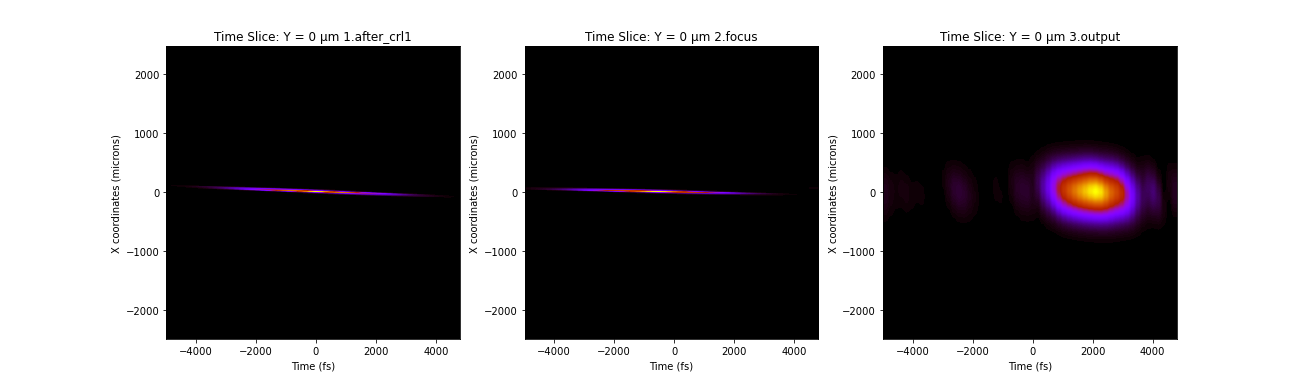 Time Slice: Y = 0 μm 1.after_crl1
X coordinates (microns)
2000
1000
0
−1000
−2000
−4000 −2000 0 2000 4000
Time (fs)
Time Slice: Y = 0 μm 2.focus
X coordinates (microns)
2000
1000
0
−1000
−2000
−4000 −2000 0 2000 4000
Time (fs)
Time Slice: Y = 0 μm 3.output
X coordinates (microns)
2000
1000
0
−1000
−2000
−4000 −2000 0 2000 4000
Time (fs)